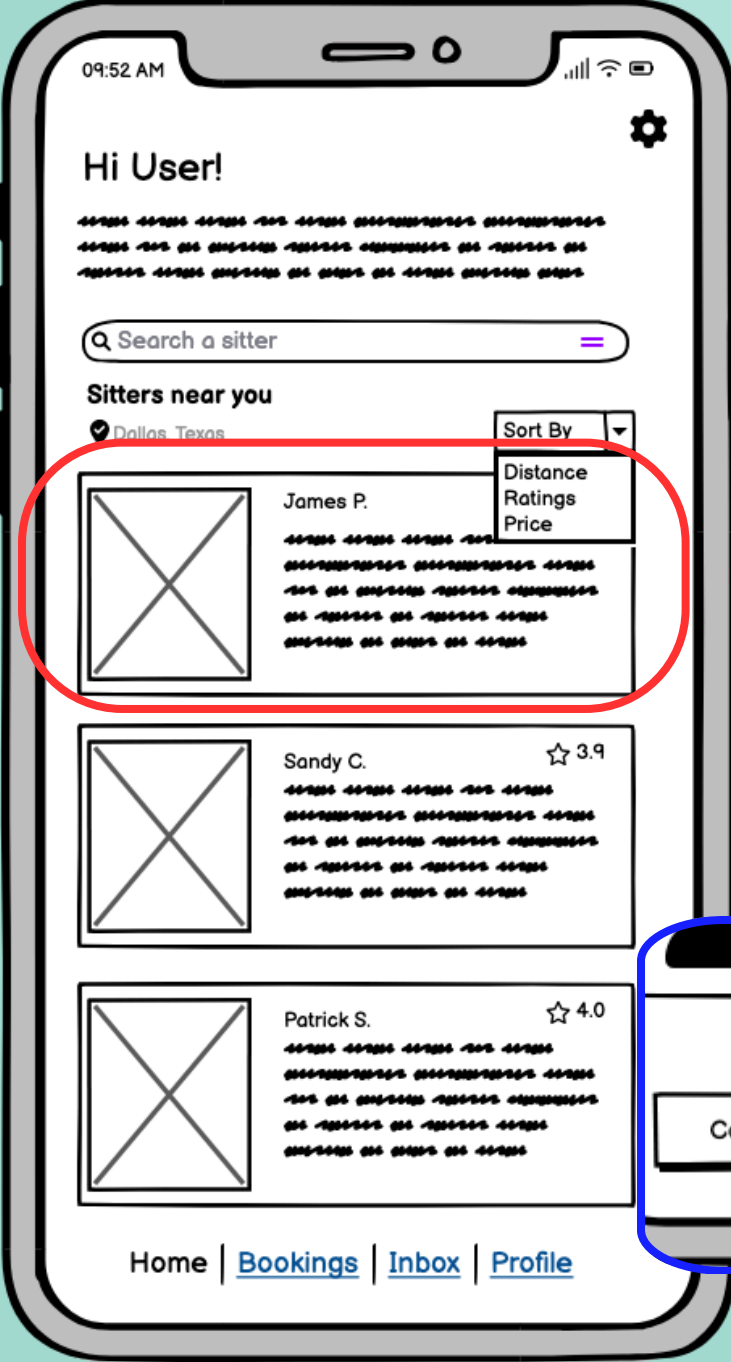 09:52 AM
Hi User!
Search a sitter
Sitters near you
Dallas, Texas
Sort By
Distance
Ratings
Price
James P.
Sandy C.
3.9
Patrick S.
4.0
Home | Bookings | Inbox | Profile